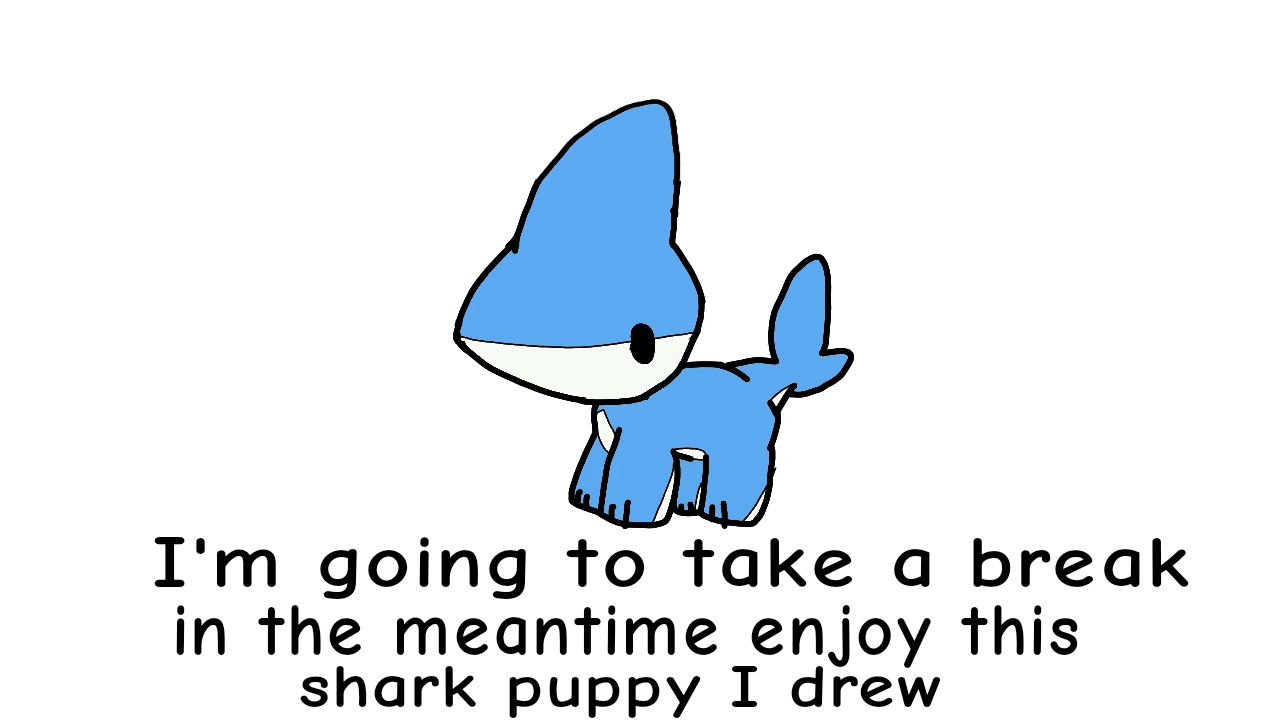 I'm going to take a break
in the meantime enjoy this
shark puppy I drew